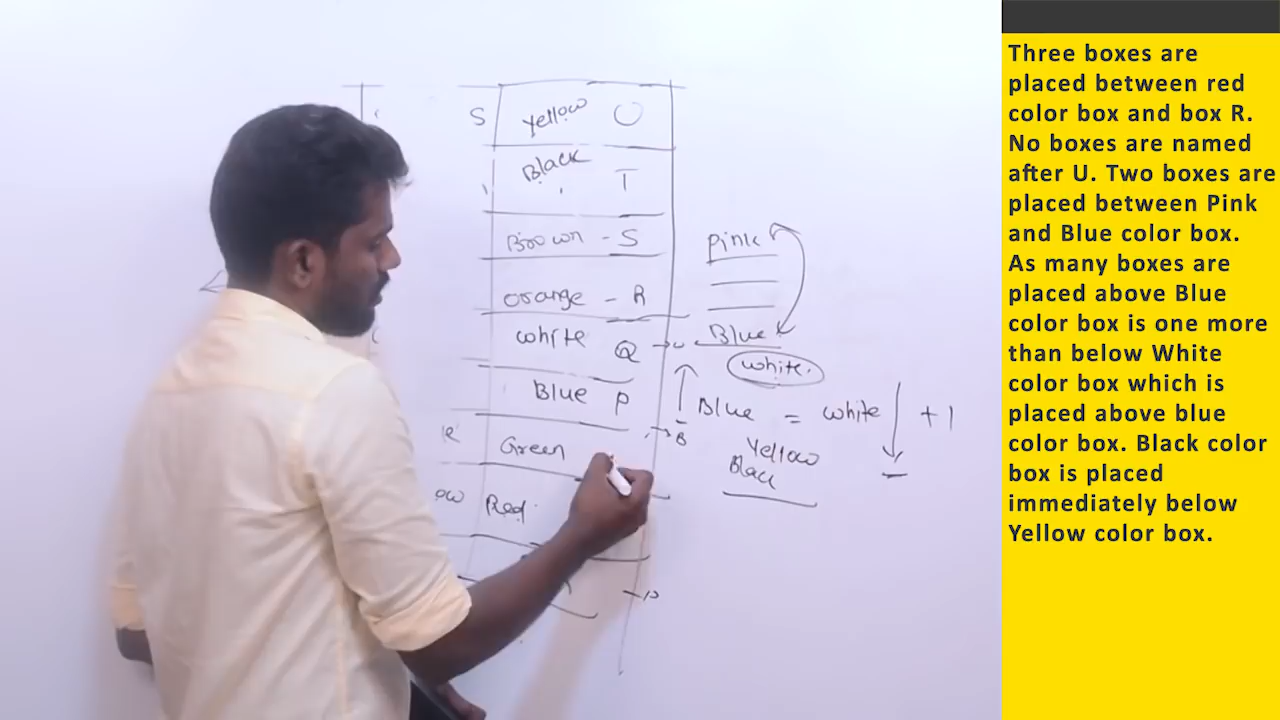 S Yellow U
Black T
Brown - S
Orange - R
White Q
Blue P
Green
Red
Pink
Blue
White.
Blue = White + 1
Yellow
Black
Three boxes are
placed between red
color box and box R.
No boxes are named
after U. Two boxes are
placed between Pink
and Blue color box.
As many boxes are
placed above Blue
color box is one more
than below White
color box which is
placed above blue
color box. Black color
box is placed
immediately below
Yellow color box.